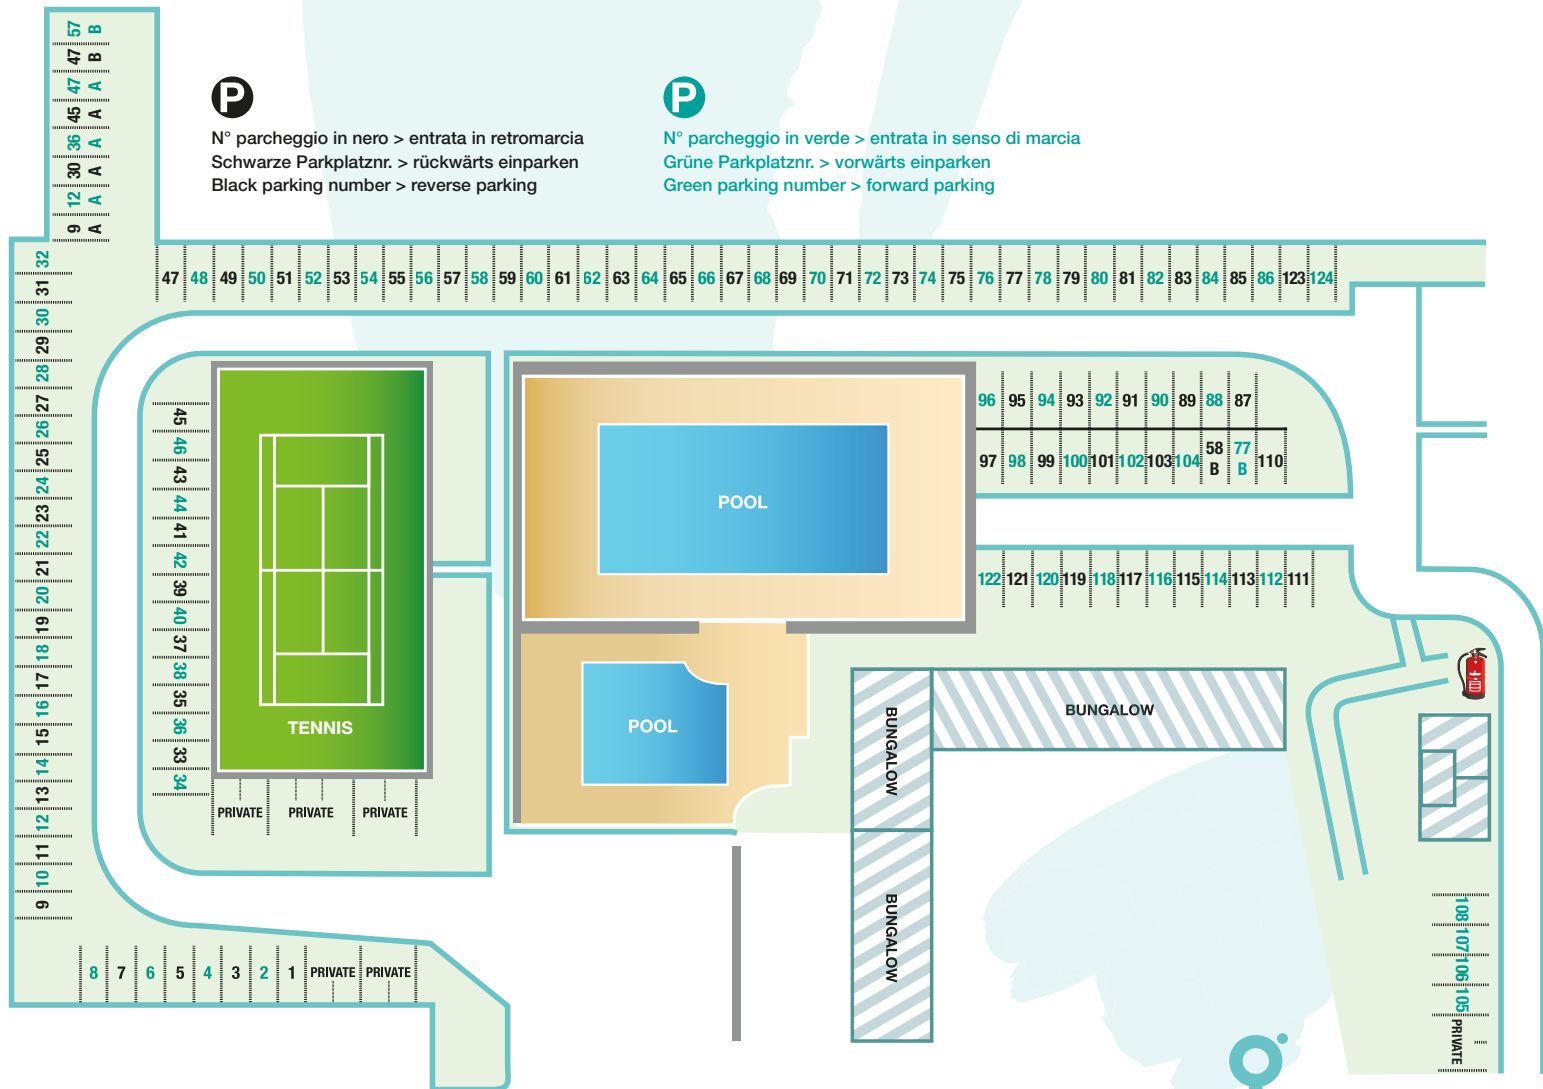 57 B
47 B
47 A
45 A
36 A
30 A
12 A
9 A
P
N° parcheggio in nero > entrata in retromarcia
Schwarze Parkplatznr. > rückwärts einparken
Black parking number > reverse parking
P
N° parcheggio in verde > entrata in senso di marcia
Grüne Parkplatznr. > vorwärts einparken
Green parking number > forward parking
32
31
30
29
28
27
26
25
24
23
22
21
20
19
18
17
16
15
14
13
12
11
10
9
47 48 49 50 51 52 53 54 55 56 57 58 59 60 61 62 63 64 65 66 67 68 69 70 71 72 73 74 75 76 77 78 79 80 81 82 83 84 85 86 123 124
45
46
43
44
41
42
39
40
37
38
35
36
33
34
TENNIS
PRIVATE PRIVATE PRIVATE
POOL
POOL
96 95 94 93 92 91 90 89 88 87
97 98 99 100 101 102 103 104 58 B 77 B 110
122 121 120 119 118 117 116 115 114 113 112 111
BUNGALOW
BUNGALOW
BUNGALOW
8 7 6 5 4 3 2 1 PRIVATE PRIVATE
108
107
106
105
PRIVATE